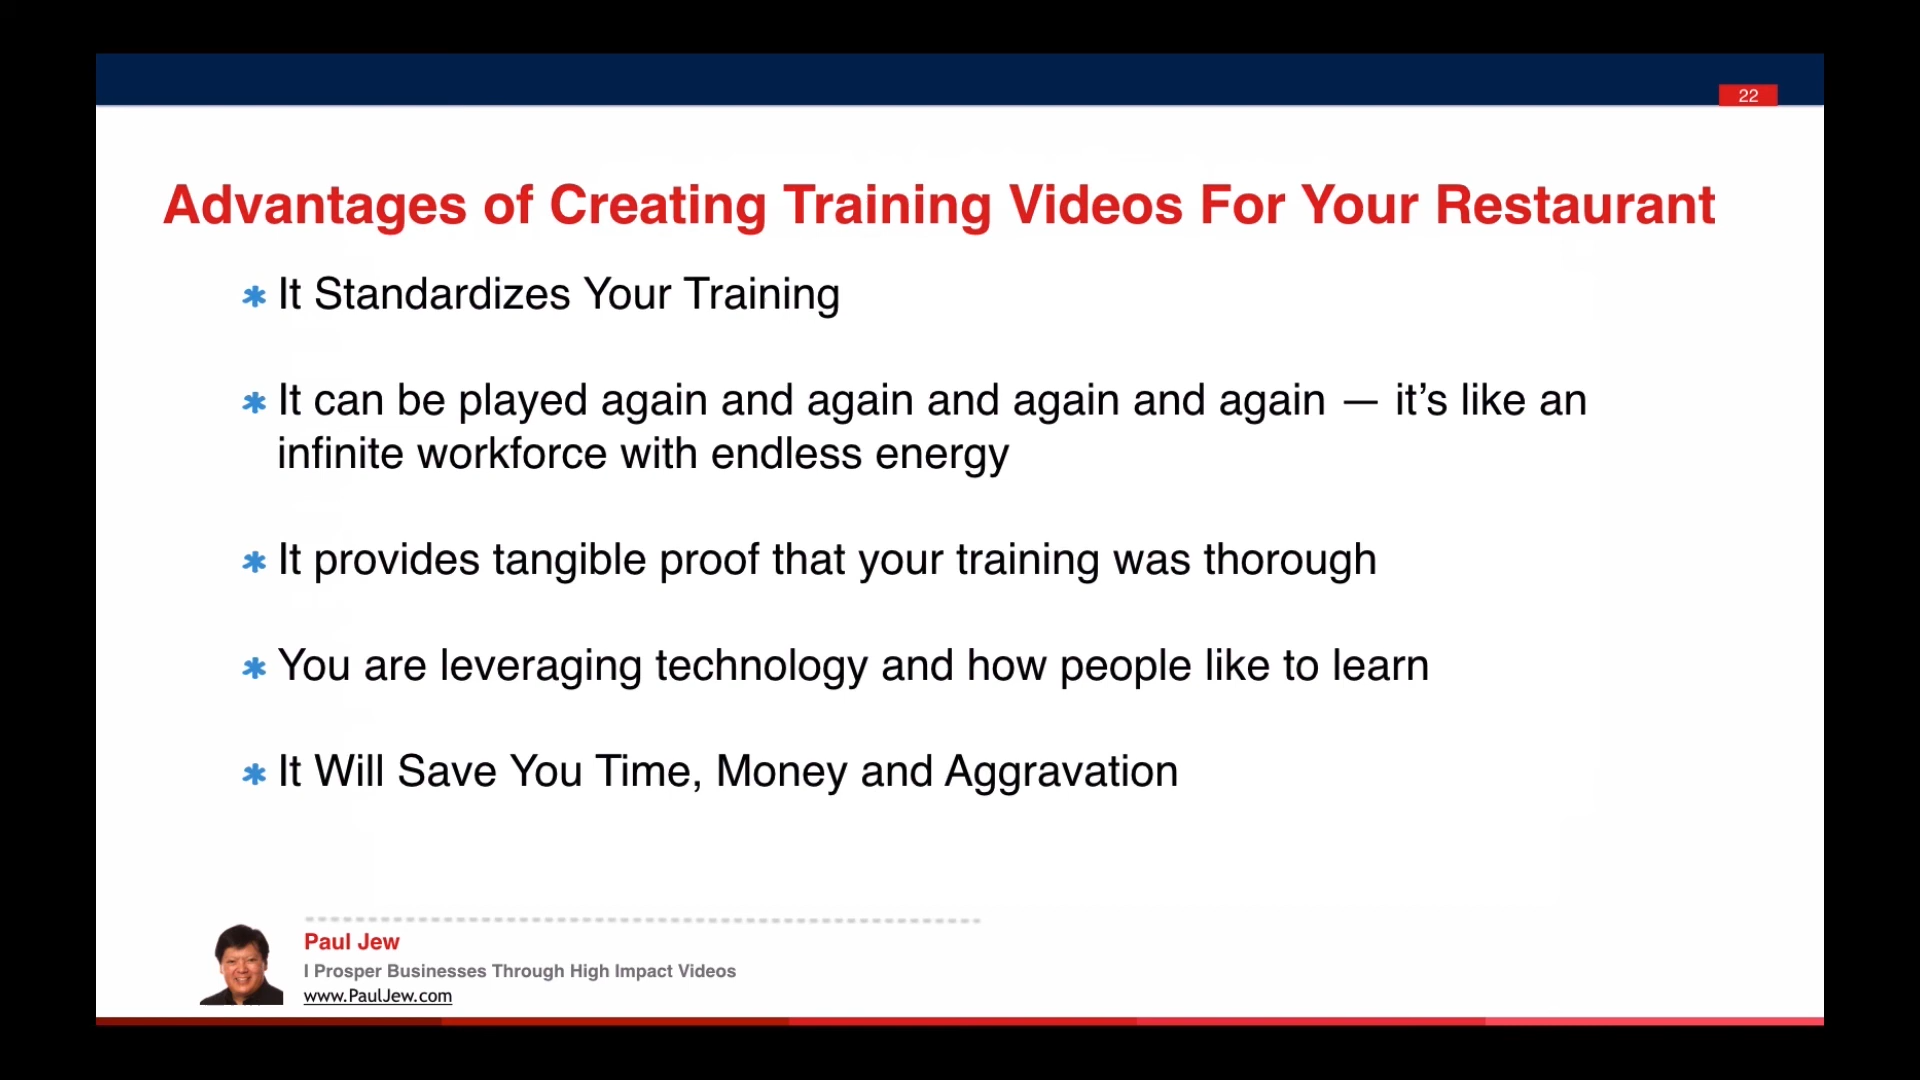 22
Advantages of Creating Training Videos For Your Restaurant
* It Standardizes Your Training
* It can be played again and again and again and again — it’s like an
infinite workforce with endless energy
* It provides tangible proof that your training was thorough
* You are leveraging technology and how people like to learn
* It Will Save You Time, Money and Aggravation
Paul Jew
I Prosper Businesses Through High Impact Videos
www.PaulJew.com